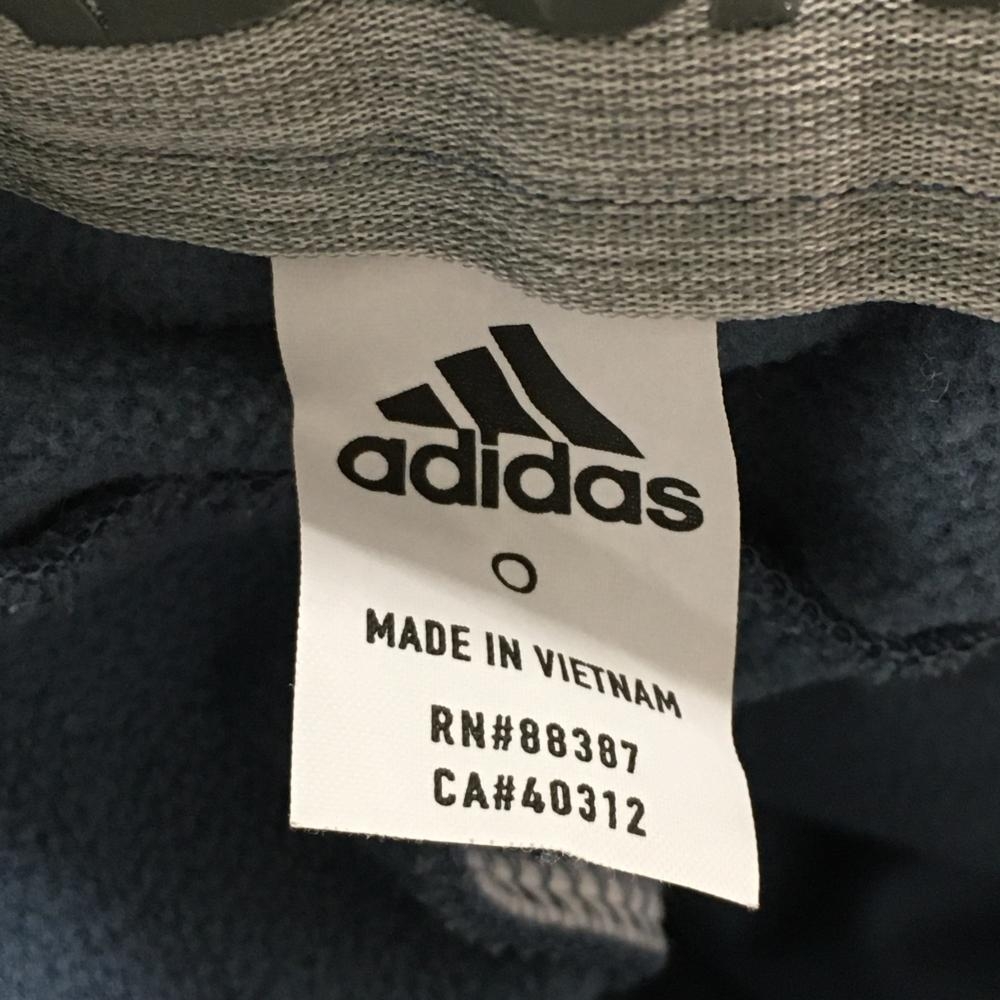 adidas
O
MADE IN VIETNAM
RN#88387
CA#40312